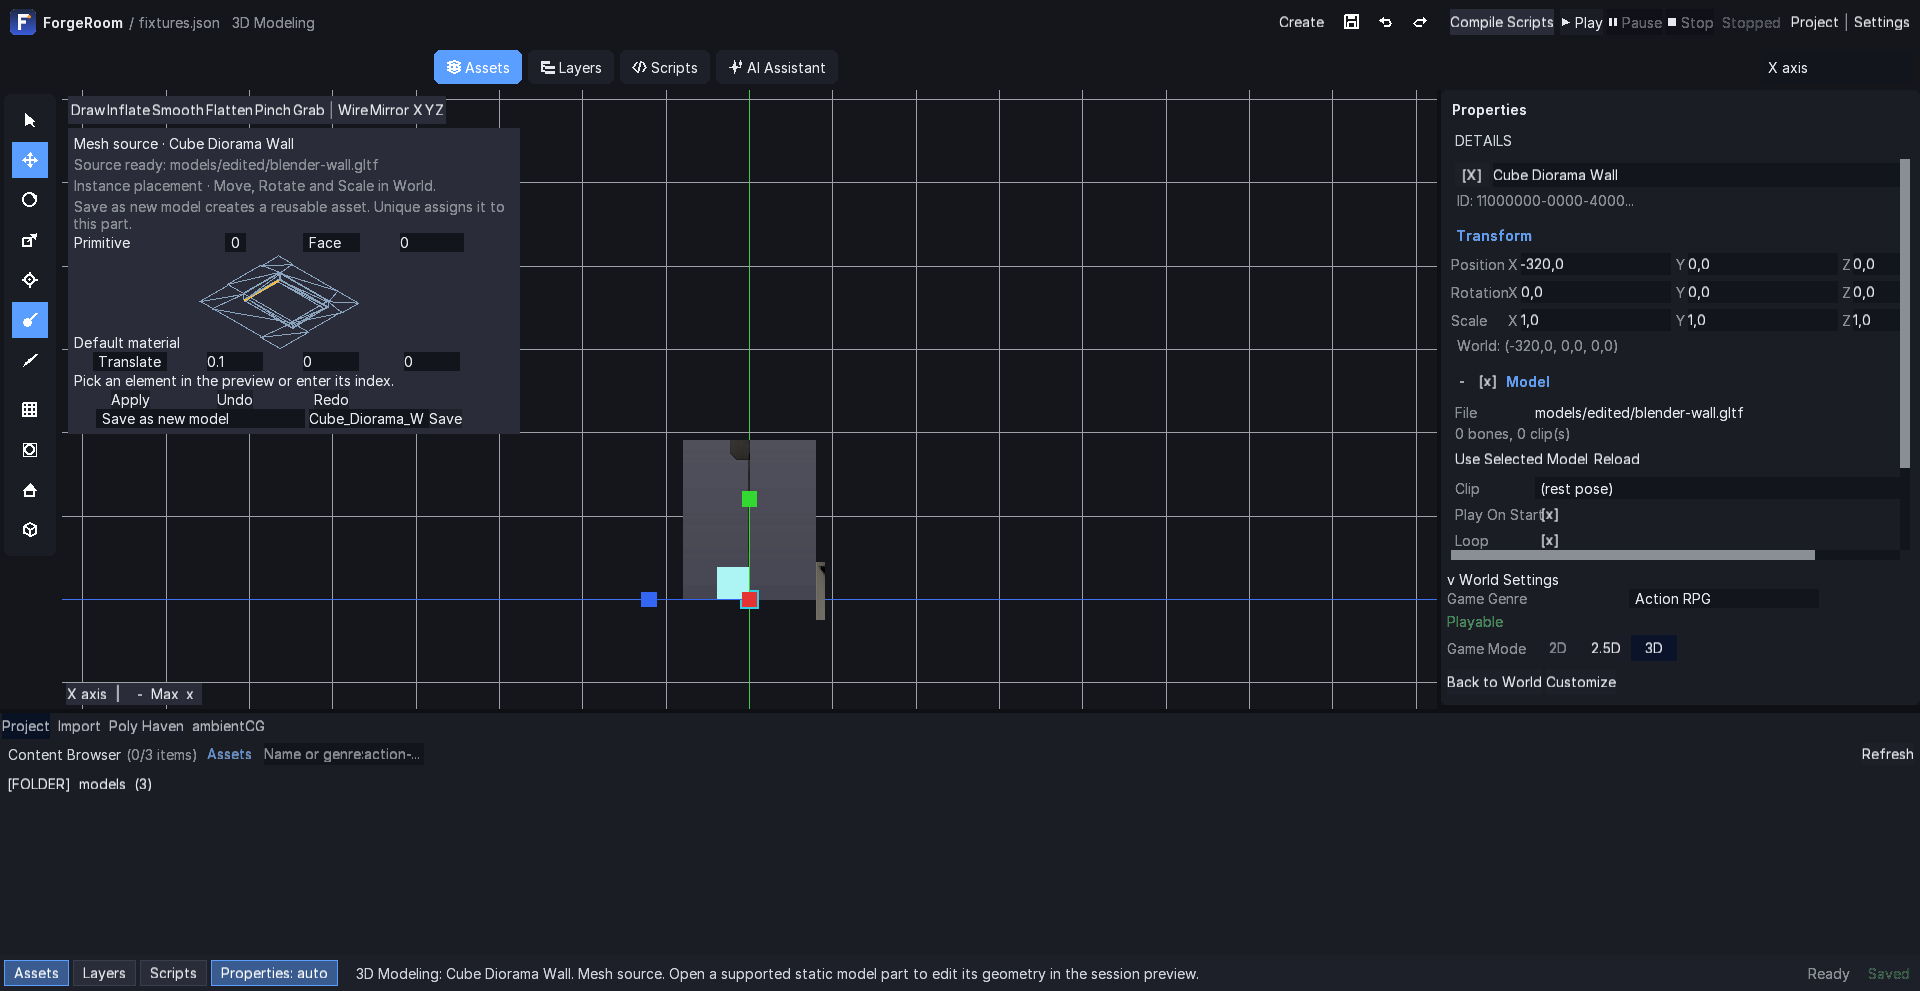 ForgeRoom / fixtures.json 3D Modeling Create Compile Scripts Play Pause Stop Stopped Project | Settings
Assets Layers Scripts AI Assistant X axis
Draw Inflate Smooth Flatten Pinch Grab | Wire Mirror X Y Z
Mesh source · Cube Diorama Wall
Source ready: models/edited/blender-wall.gltf
Instance placement · Move, Rotate and Scale in World.
Save as new model creates a reusable asset. Unique assigns it to
this part.
Primitive 0 Face 0
Default material
Translate 0.1 0 0
Pick an element in the preview or enter its index.
Apply Undo Redo
Save as new model Cube_Diorama_W Save
X axis | - Max x
Properties
DETAILS
[X] Cube Diorama Wall
ID: 11000000-0000-4000...
Transform
Position X -320,0 Y 0,0 Z 0,0
Rotation X 0,0 Y 0,0 Z 0,0
Scale X 1,0 Y 1,0 Z 1,0
World: (-320,0, 0,0, 0,0)
- [x] Model
File models/edited/blender-wall.gltf
0 bones, 0 clip(s)
Use Selected Model Reload
Clip (rest pose)
Play On Start [x]
Loop [x]
v World Settings
Game Genre Action RPG
Playable
Game Mode 2D 2.5D 3D
Back to World Customize
Project Import Poly Haven ambientCG
Content Browser (0/3 items) Assets Name or genre:action-... Refresh
[FOLDER] models (3)
Assets Layers Scripts Properties: auto 3D Modeling: Cube Diorama Wall. Mesh source. Open a supported static model part to edit its geometry in the session preview. Ready Saved